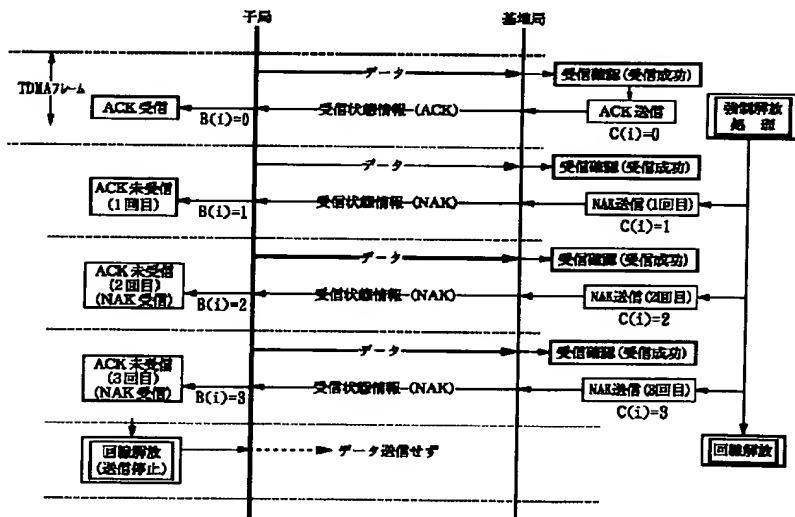 子局
基地局
データ
受信確認(受信成功)
TDMAフレーム
ACK受信
B(i)=0
受信状態情報(ACK)
ACK送信
C(i)=0
強制解放
処理
データ
受信確認(受信成功)
ACK未受信
(1回目)
B(i)=1
受信状態情報(NAK)
NAK送信(1回目)
C(i)=1
データ
受信確認(受信成功)
ACK未受信
(2回目)
(NAK受信)
B(i)=2
受信状態情報(NAK)
NAK送信(2回目)
C(i)=2
データ
受信確認(受信成功)
ACK未受信
(3回目)
(NAK受信)
B(i)=3
受信状態情報(NAK)
NAK送信(3回目)
C(i)=3
回線解放
(送信停止)
データ送信せず
回線解放